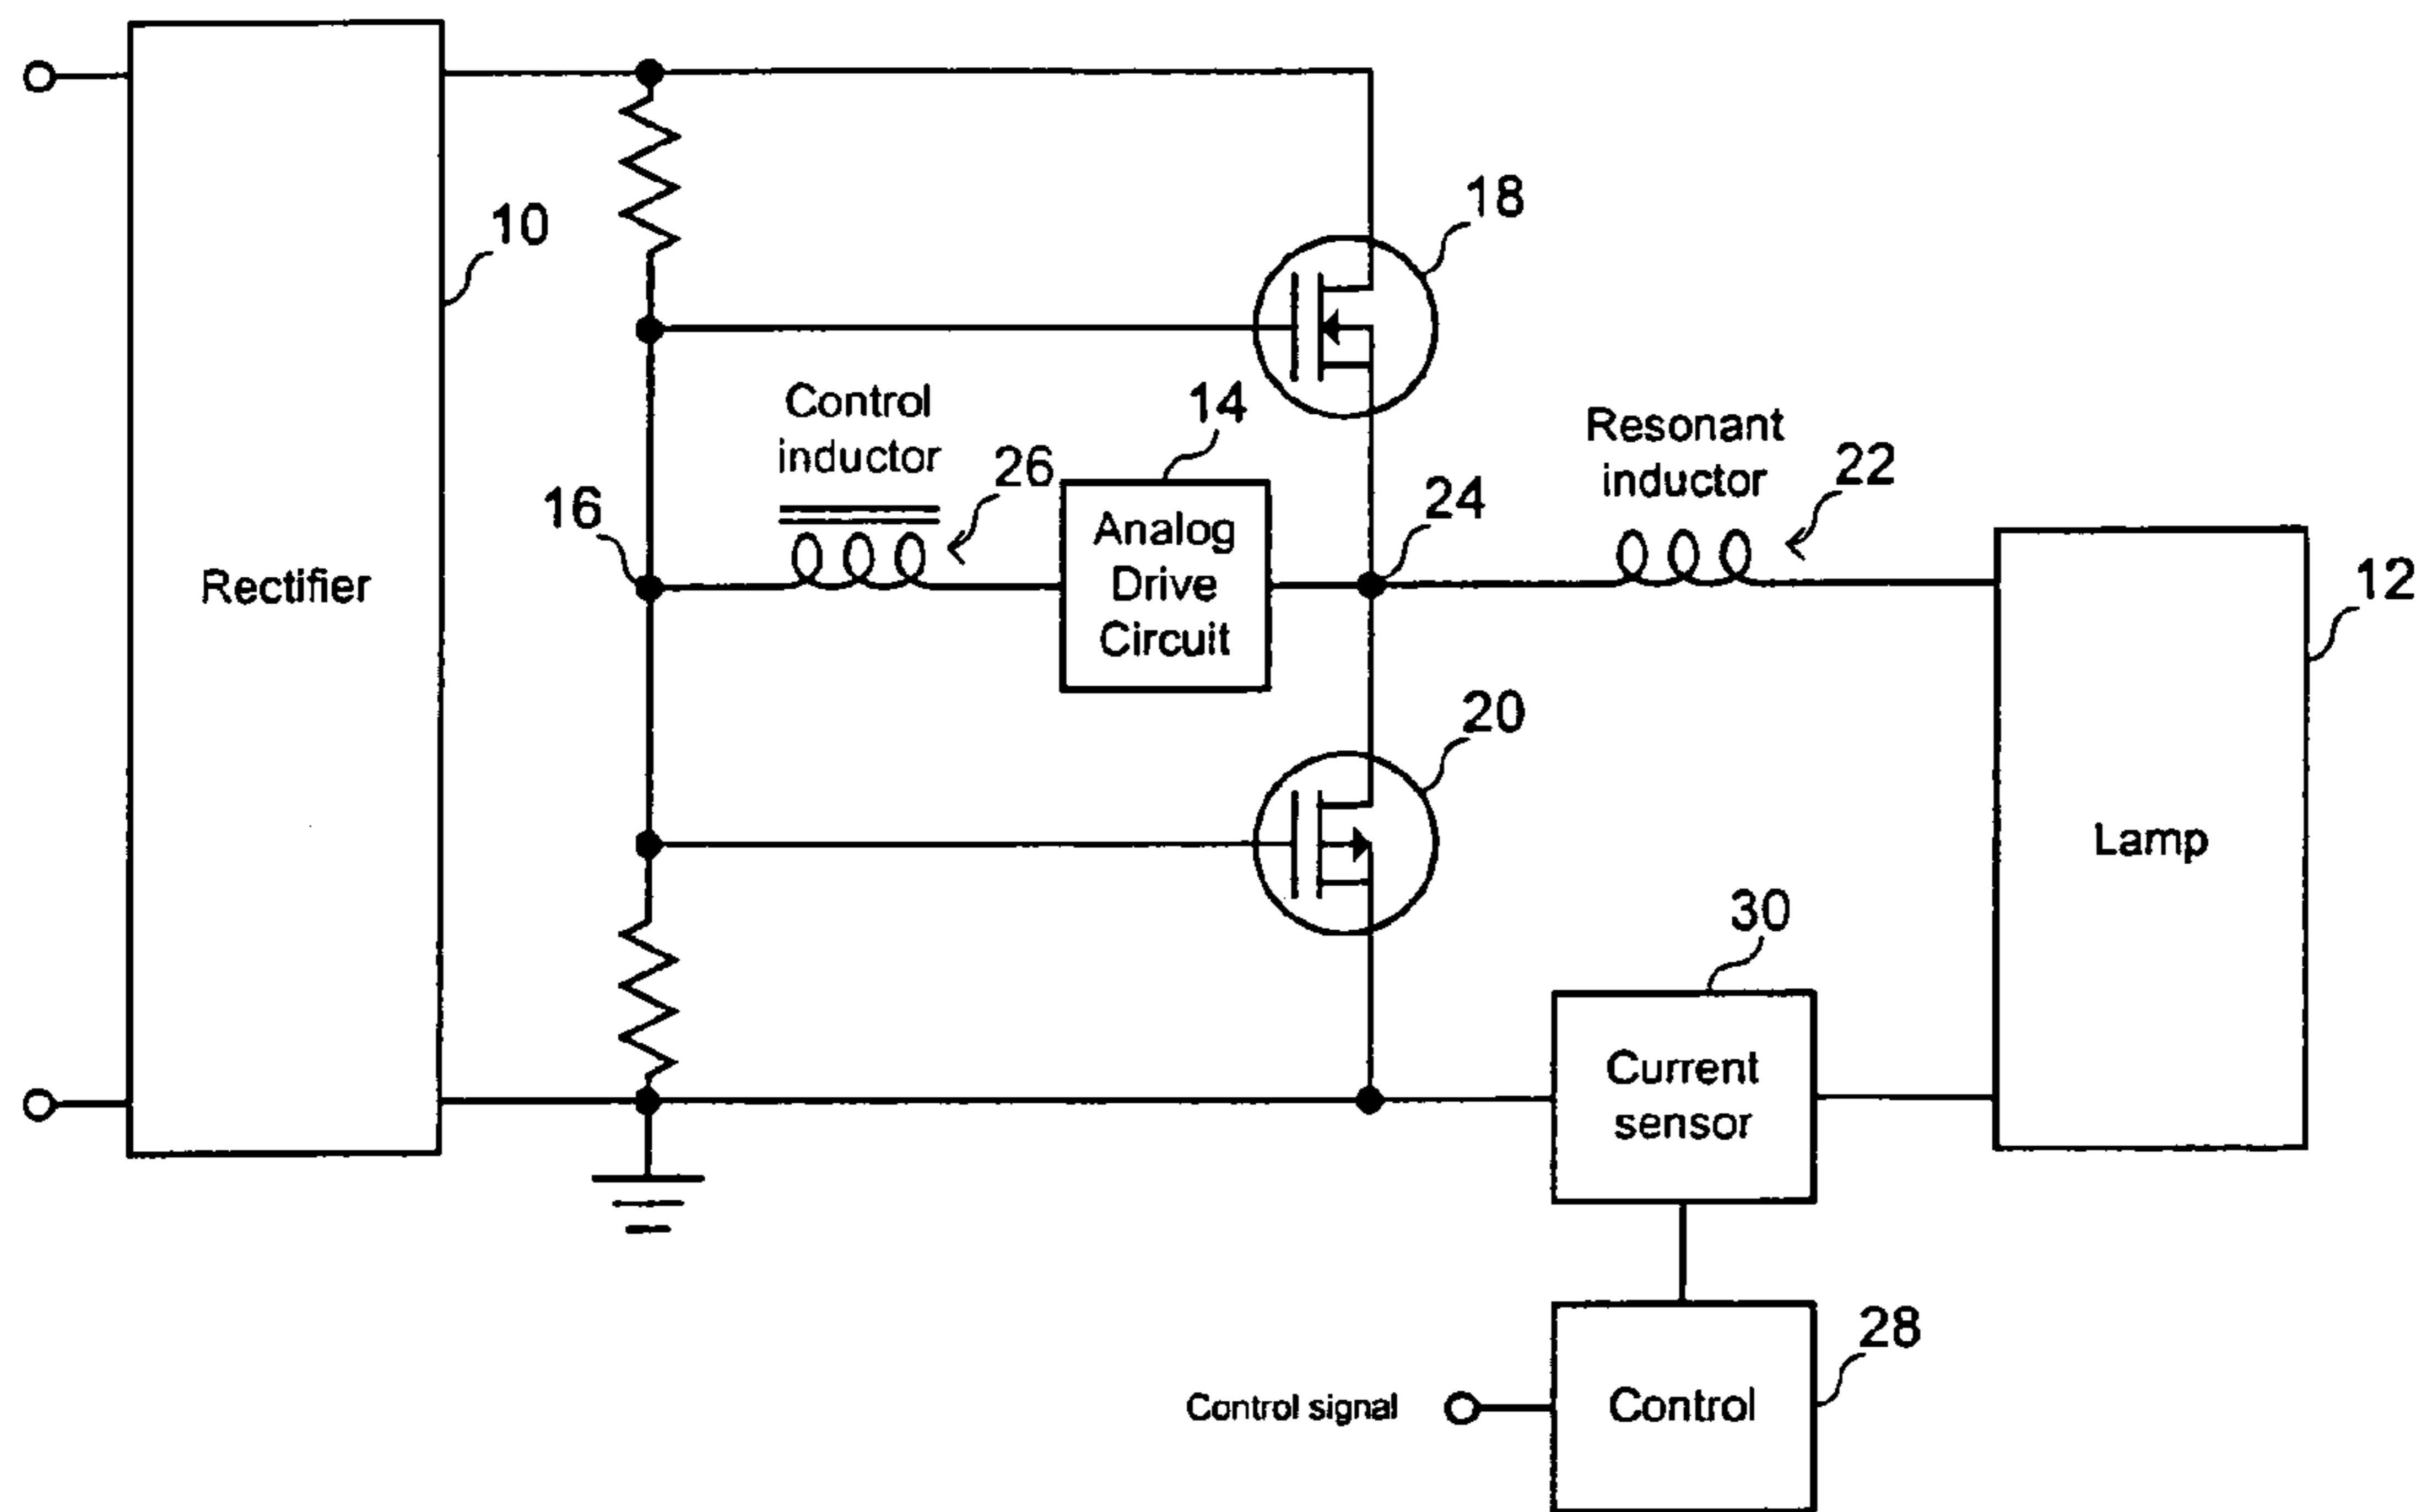 Rectifier
10
18
Control
inductor
26
14
Analog
Drive
Circuit
16
24
Resonant
inductor
22
12
Lamp
20
30
Current
sensor
28
Control
Control signal